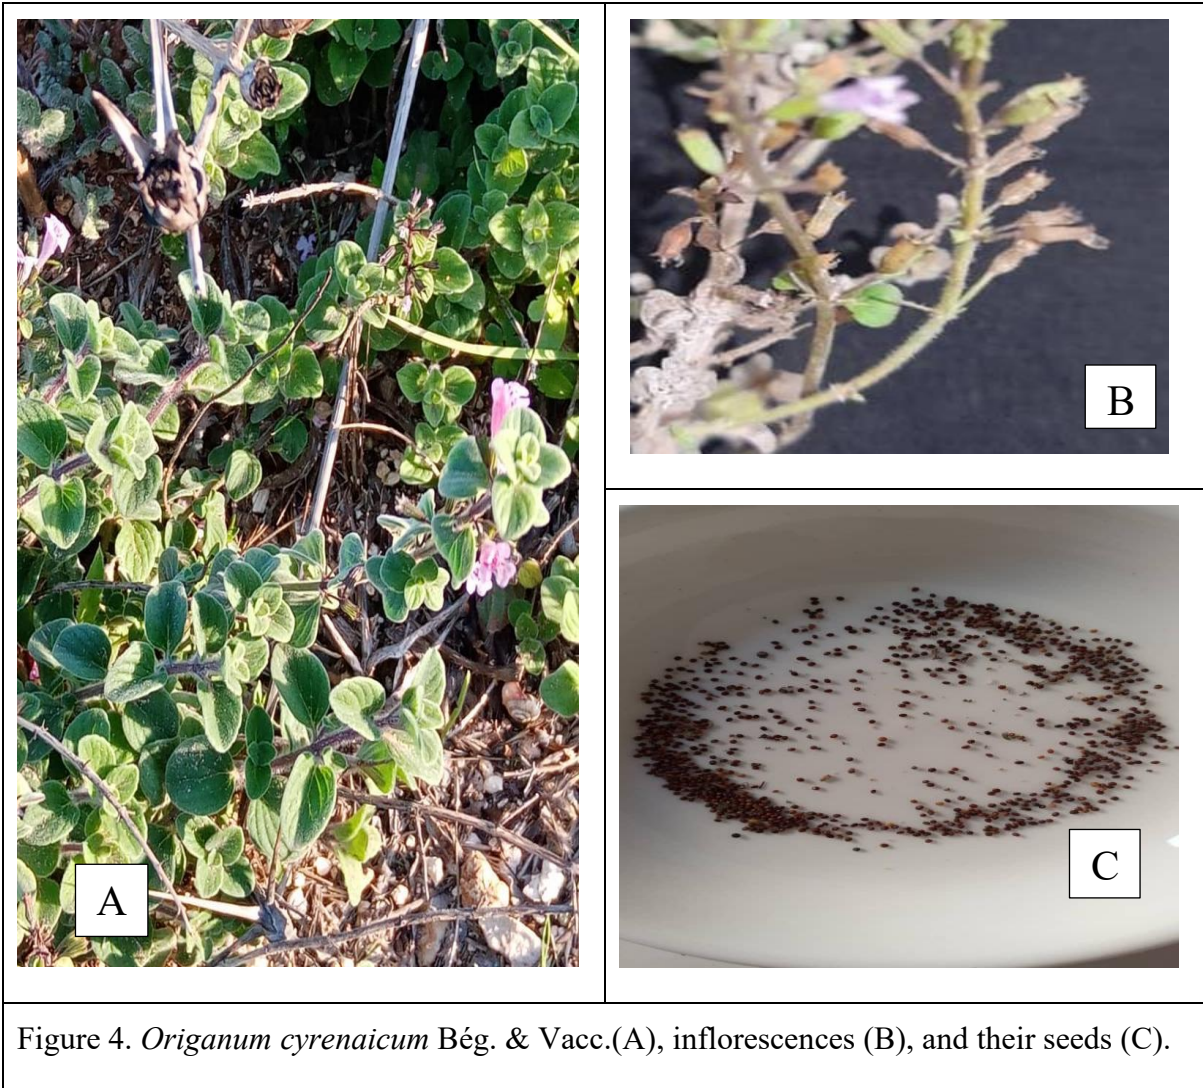 B
C
A
Figure 4. Origanum cyrenaicum Bég. & Vacc.(A), inflorescences (B), and their seeds (C).